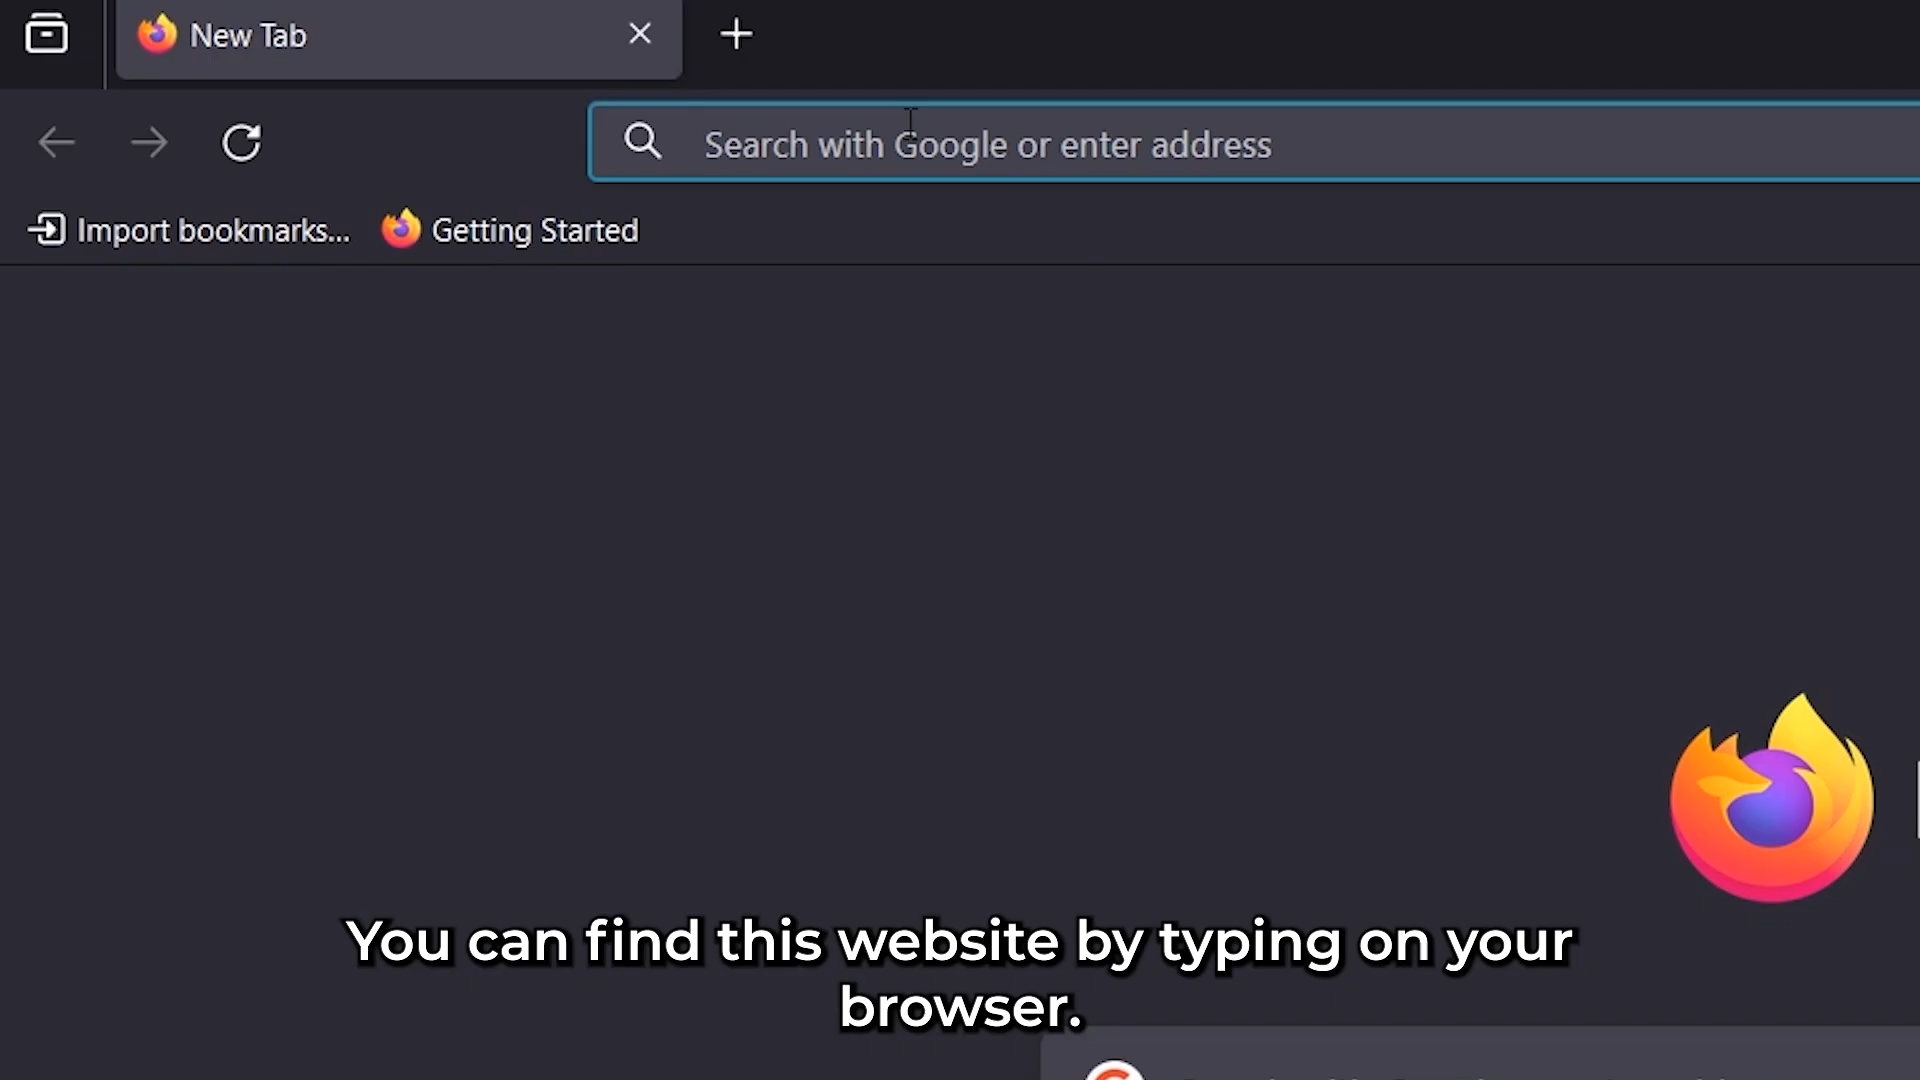 New Tab
Search with Google or enter address
Import bookmarks...
Getting Started
You can find this website by typing on your
browser.